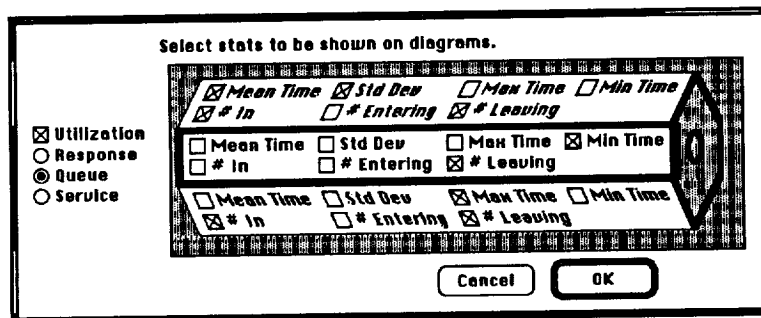 Select stats to be shown on diagrams.
Mean Time Std Dev Max Time Min Time
# In # Entering # Leaving
Utilization
Response
Queue
Service
Mean Time Std Dev Max Time Min Time
# In # Entering # Leaving
Mean Time Std Dev Max Time Min Time
# In # Entering # Leaving
Cancel OK